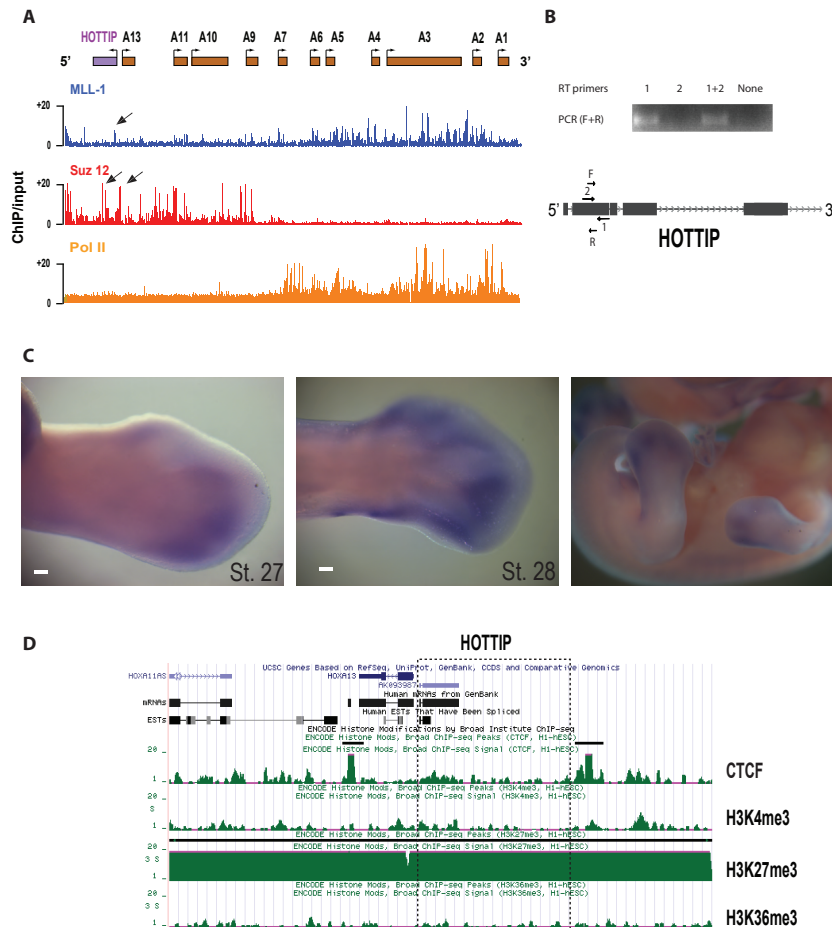 A
HOTTIP A13 A11 A10 A9 A7 A6 A5 A4 A3 A2 A1
5’ 3’
MLL-1
+20
0
Suz 12
+20
0
Pol II
+20
0
ChIP/input
B
RT primers 1 2 1+2 None
PCR (F+R)
F
2
5' 3'
1
R
HOTTIP
C
St. 27
St. 28
D
HOTTIP
UCSC Genes Based on RefSeq, UniProt, GenBank, CCDS and Comparative Genomics
HOXA11AS HOXA13
AK093987
Human mRNAs from GenBank
mRNAs
Human ESTs That Have Been Spliced
ESTs
ENCODE Histone Modifications by Broad Institute ChIP-seq
ENCODE Histone Mods, Broad ChIP-seq Peaks (CTCF, H1-hESC)
20 ENCODE Histone Mods, Broad ChIP-seq Signal (CTCF, H1-hESC)
CTCF
1
ENCODE Histone Mods, Broad ChIP-seq Peaks (H3K4me3, H1-hESC)
20 ENCODE Histone Mods, Broad ChIP-seq Signal (H3K4me3, H1-hESC)
3 S
H3K4me3
1
ENCODE Histone Mods, Broad ChIP-seq Peaks (H3K27me3, H1-hESC)
20 ENCODE Histone Mods, Broad ChIP-seq Signal (H3K27me3, H1-hESC)
3 S
H3K27me3
1
ENCODE Histone Mods, Broad ChIP-seq Peaks (H3K36me3, H1-hESC)
20 ENCODE Histone Mods, Broad ChIP-seq Signal (H3K36me3, H1-hESC)
3 S
H3K36me3
1